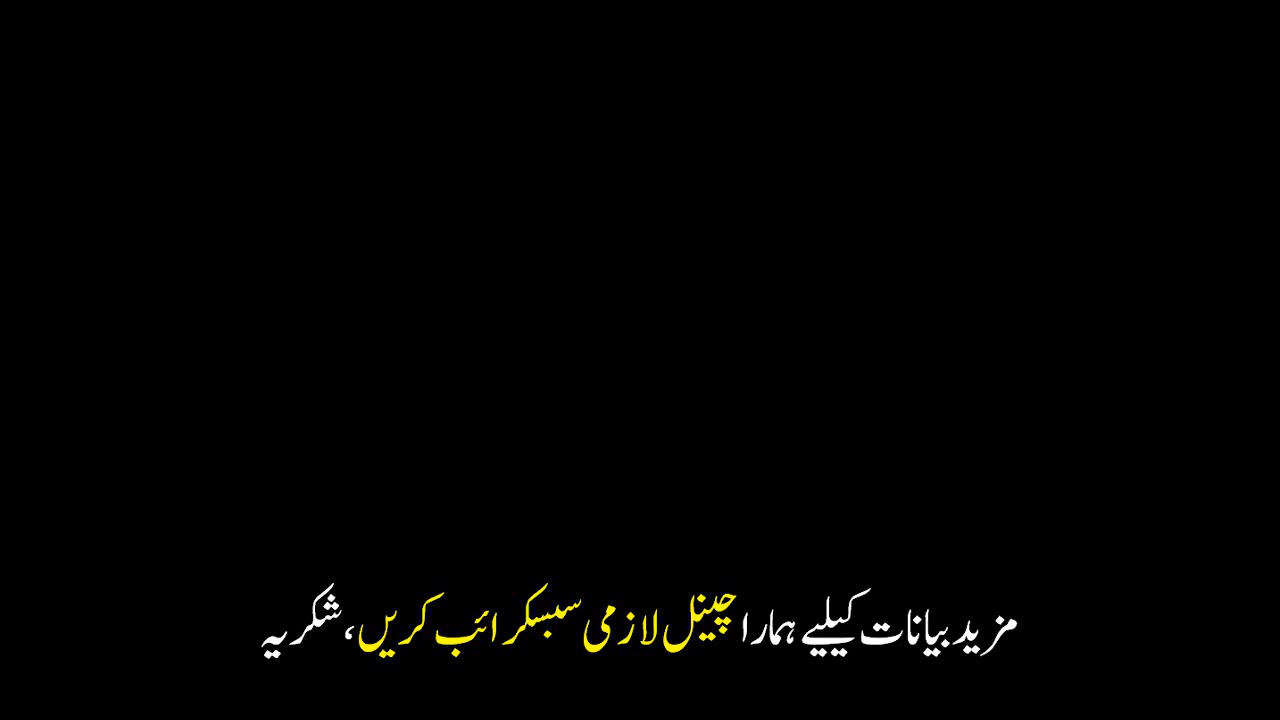 مزید بیانات کیلیے ہمارا چینل لازمی سبسکرائب کریں، شکریہ